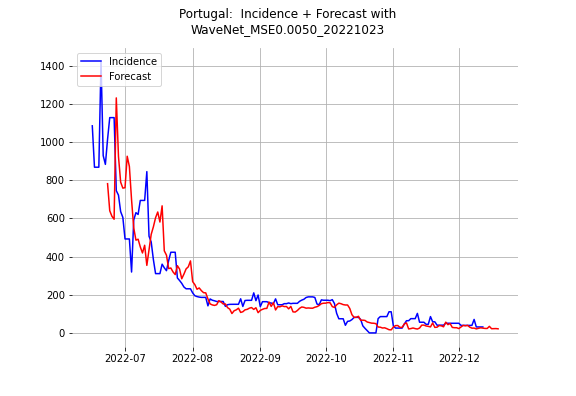 Portugal:  Incidence + Forecast with
WaveNet_MSE0.0050_20221023
Incidence
Forecast
1400
1200
1000
800
600
400
200
0
2022-07 2022-08 2022-09 2022-10 2022-11 2022-12